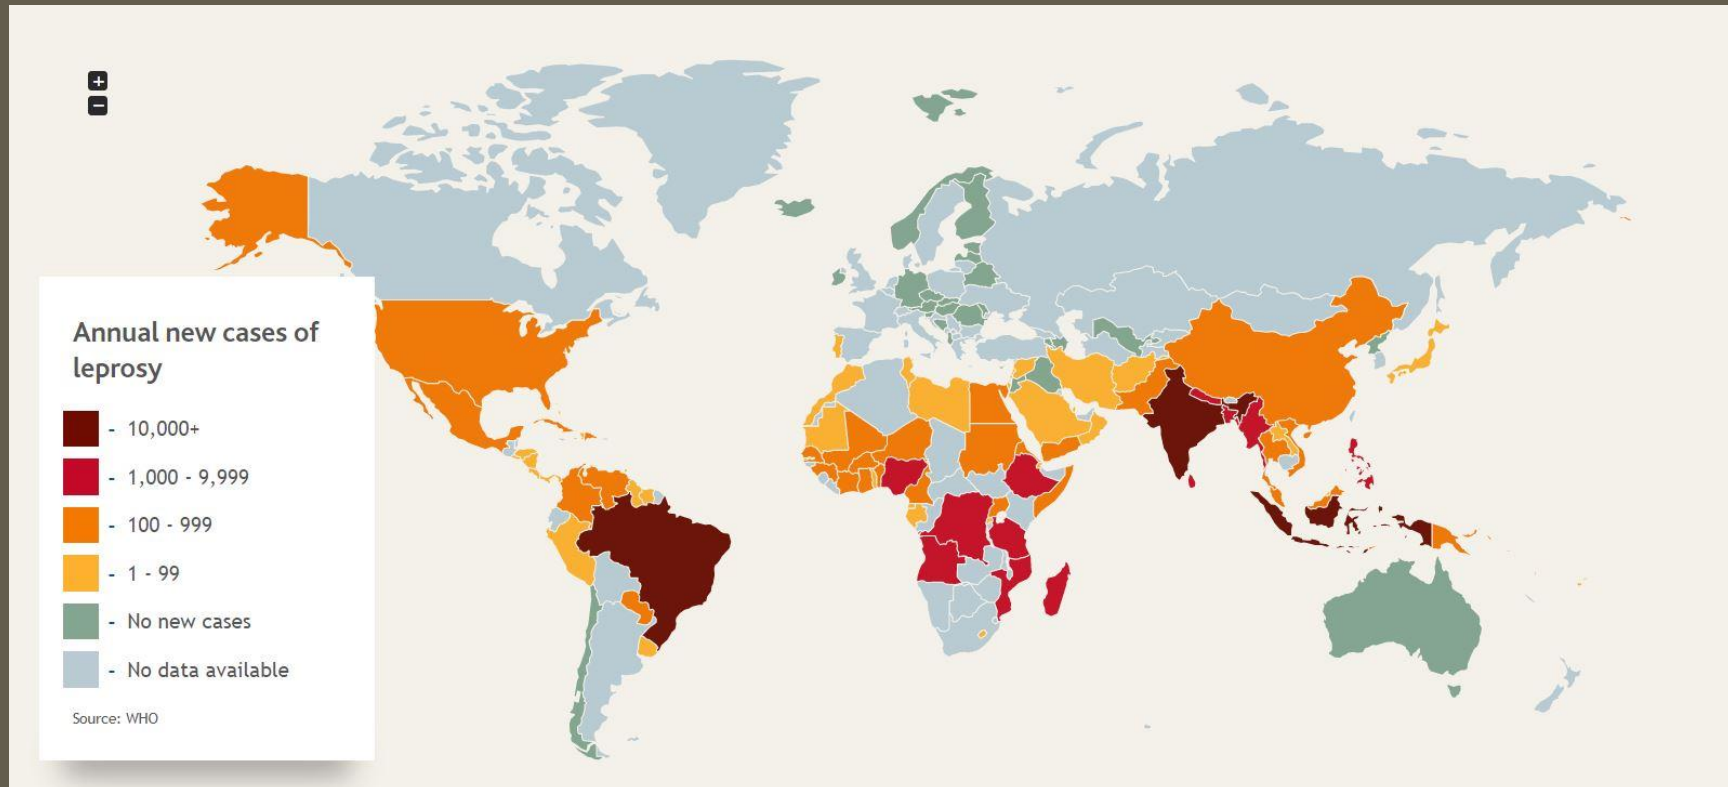 +
−
Annual new cases of
leprosy
- 10,000+
- 1,000 - 9,999
- 100 - 999
- 1 - 99
- No new cases
- No data available
Source: WHO